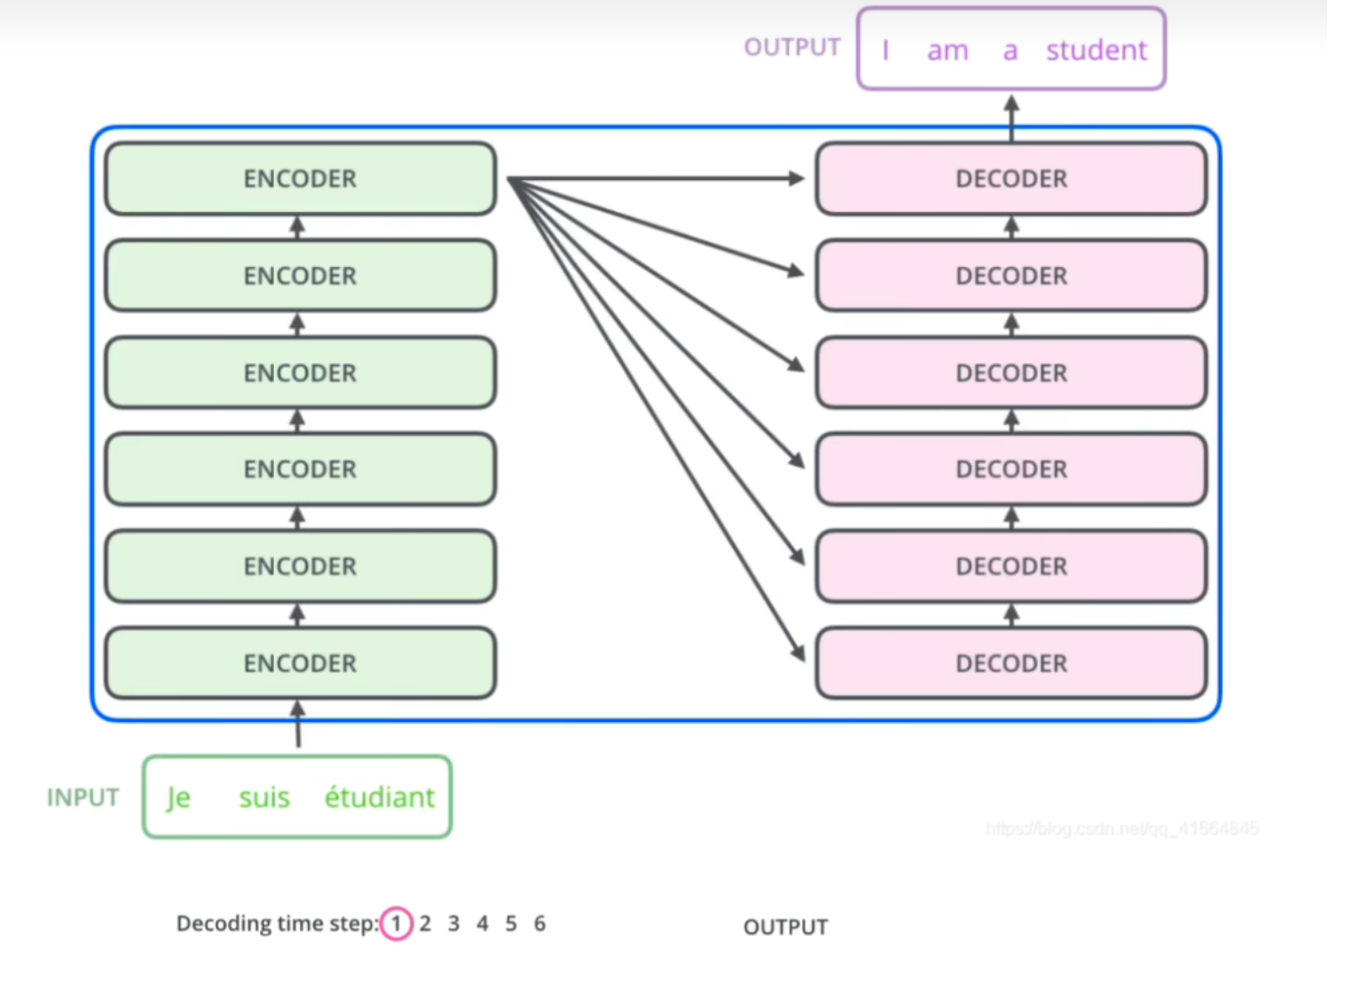 OUTPUT I am a student
ENCODER DECODER
ENCODER DECODER
ENCODER DECODER
ENCODER DECODER
ENCODER DECODER
ENCODER DECODER
INPUT Je suis étudiant
https://blog.csdn.net/qq_41664845
Decoding time step: 1 2 3 4 5 6 OUTPUT